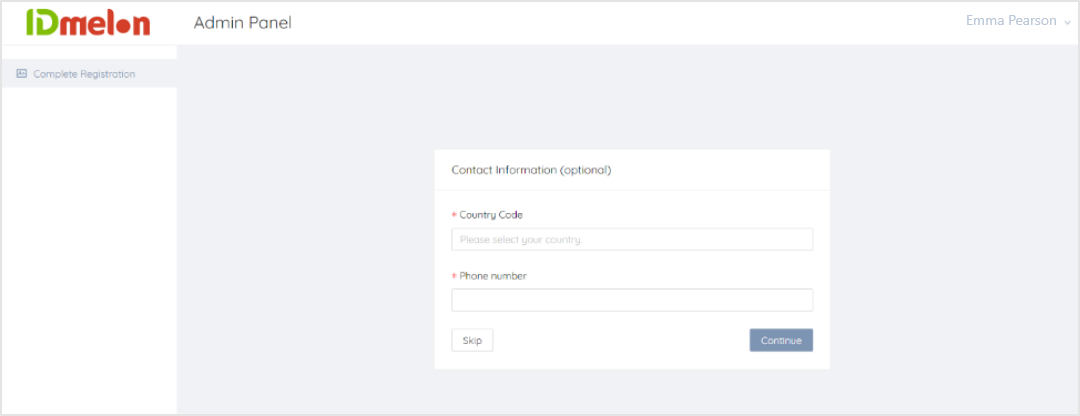 IDmelon
Admin Panel
Emma Pearson
Complete Registration
Contact Information (optional)
* Country Code
Please select your country.
* Phone number
Skip
Continue